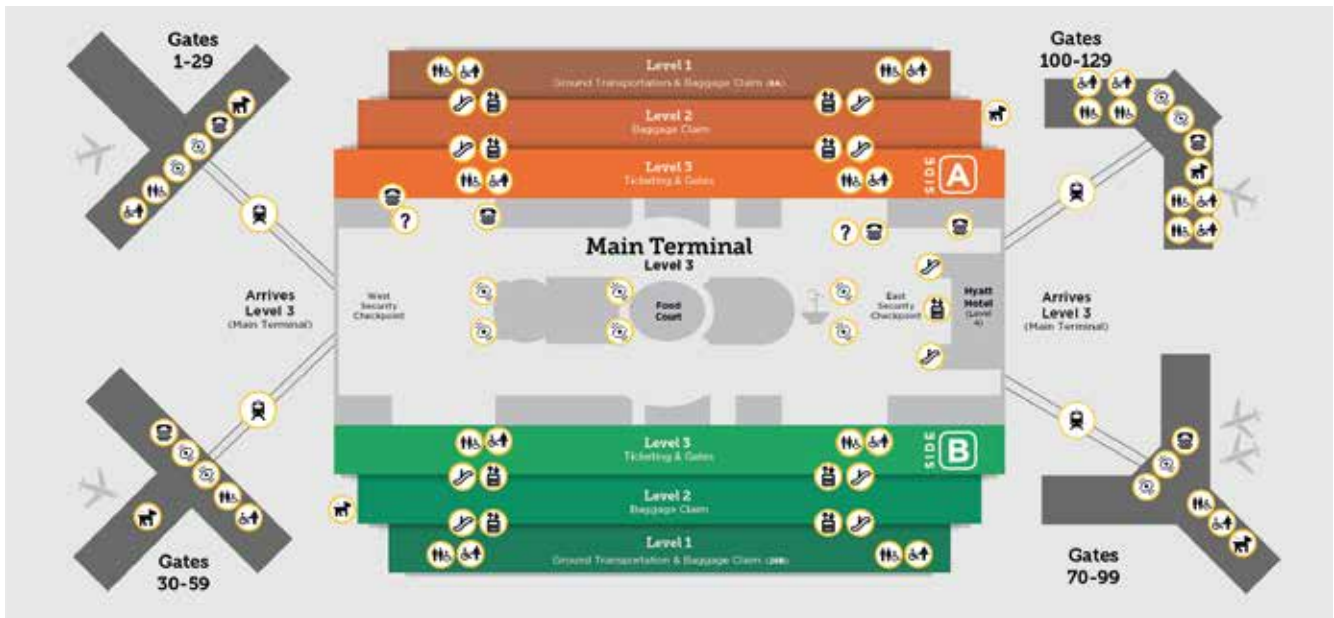 Gates
1-29
Level 1
Ground Transportation & Baggage Claim
Level 2
Baggage Claim
Level 3
Ticketing & Gates
SIDE
A
Gates
100-129
?
?
Main Terminal
Level 3
Arrives
Level 3
(Main Terminal)
West
Security
Checkpoint
Food
Court
East
Security
Checkpoint
Hyatt
Hotel
(Level
4)
Arrives
Level 3
(Main Terminal)
Level 3
Ticketing & Gates
SIDE
B
Level 2
Baggage Claim
Level 1
Ground Transportation & Baggage Claim
Gates
30-59
Gates
70-99